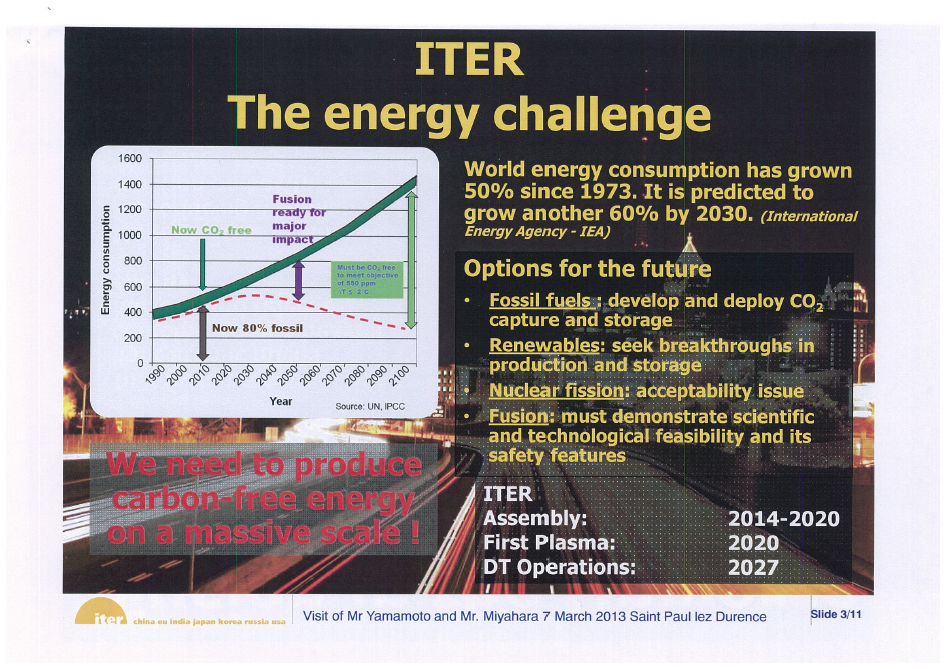 ITER
The energy challenge
1600
1400
1200
1000
800
600
400
200
0
Energy consumption
Now CO₂ free
Fusion
ready for
major
impact
Must be CO₂ free
to meet objective
of 550 ppm
Now 80% fossil
1990
2000
2010
2020
2030
2040
2050
2060
2070
2080
2090
2100
Year
Source: UN, IPCC
We need to produce
carbon-free energy
on a massive scale !
World energy consumption has grown
50% since 1973. It is predicted to
grow another 60% by 2030. (International
Energy Agency - IEA)
Options for the future
• Fossil fuels : develop and deploy CO₂
capture and storage
• Renewables: seek breakthroughs in
production and storage
• Nuclear fission: acceptability issue
• Fusion: must demonstrate scientific
and technological feasibility and its
safety features
ITER
Assembly: 2014-2020
First Plasma: 2020
DT Operations: 2027
iter china eu india japan korea russia usa
Visit of Mr Yamamoto and Mr. Miyahara 7 March 2013 Saint Paul lez Durence
Slide 3/11